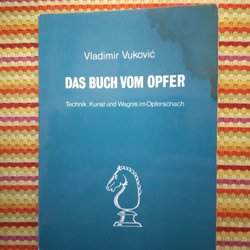 Vladimir Vuković
DAS BUCH VOM OPFER
Technik, Kunst und Wagnis im Opferschach